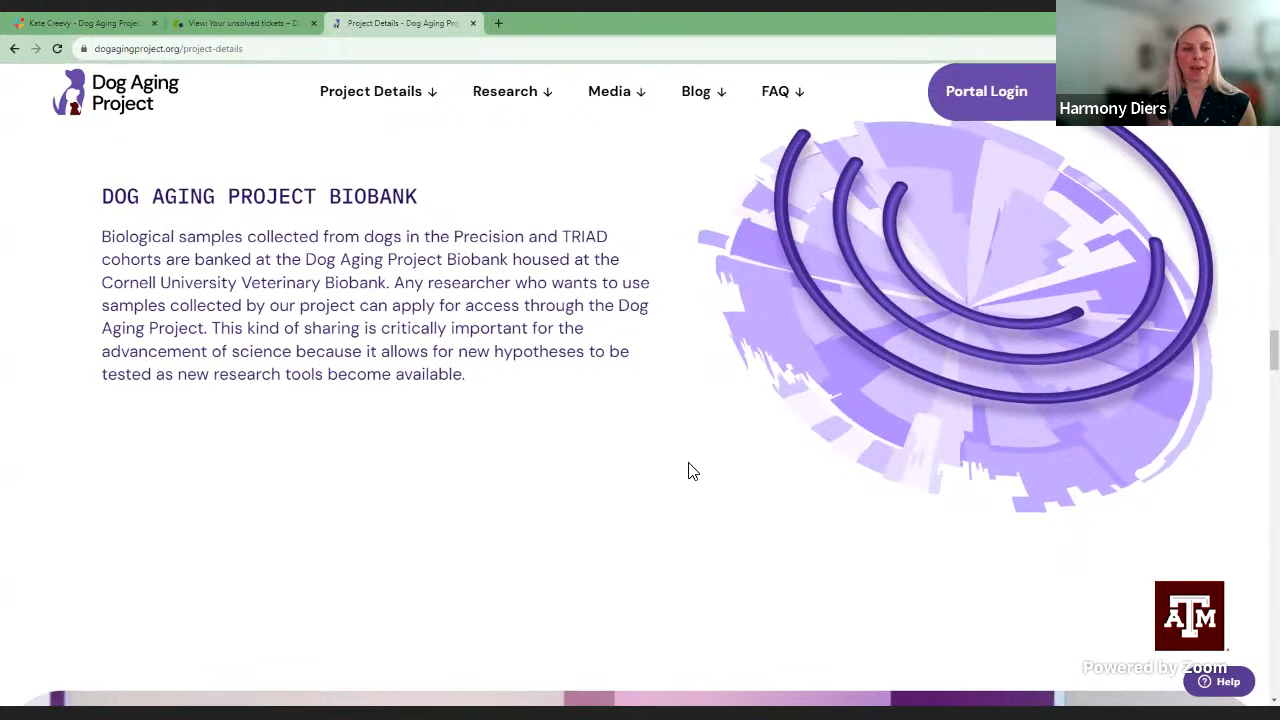 Kate Creevy - Dog Aging Projec
View: Your unsolved tickets – D
Project Details - Dog Aging Proj
dogagingproject.org/project-details
Dog Aging
Project
Project Details
Research
Media
Blog
FAQ
Portal Login
Harmony Diers
DOG AGING PROJECT BIOBANK
Biological samples collected from dogs in the Precision and TRIAD
cohorts are banked at the Dog Aging Project Biobank housed at the
Cornell University Veterinary Biobank. Any researcher who wants to use
samples collected by our project can apply for access through the Dog
Aging Project. This kind of sharing is critically important for the
advancement of science because it allows for new hypotheses to be
tested as new research tools become available.
ATM
Powered by Zoom
Help